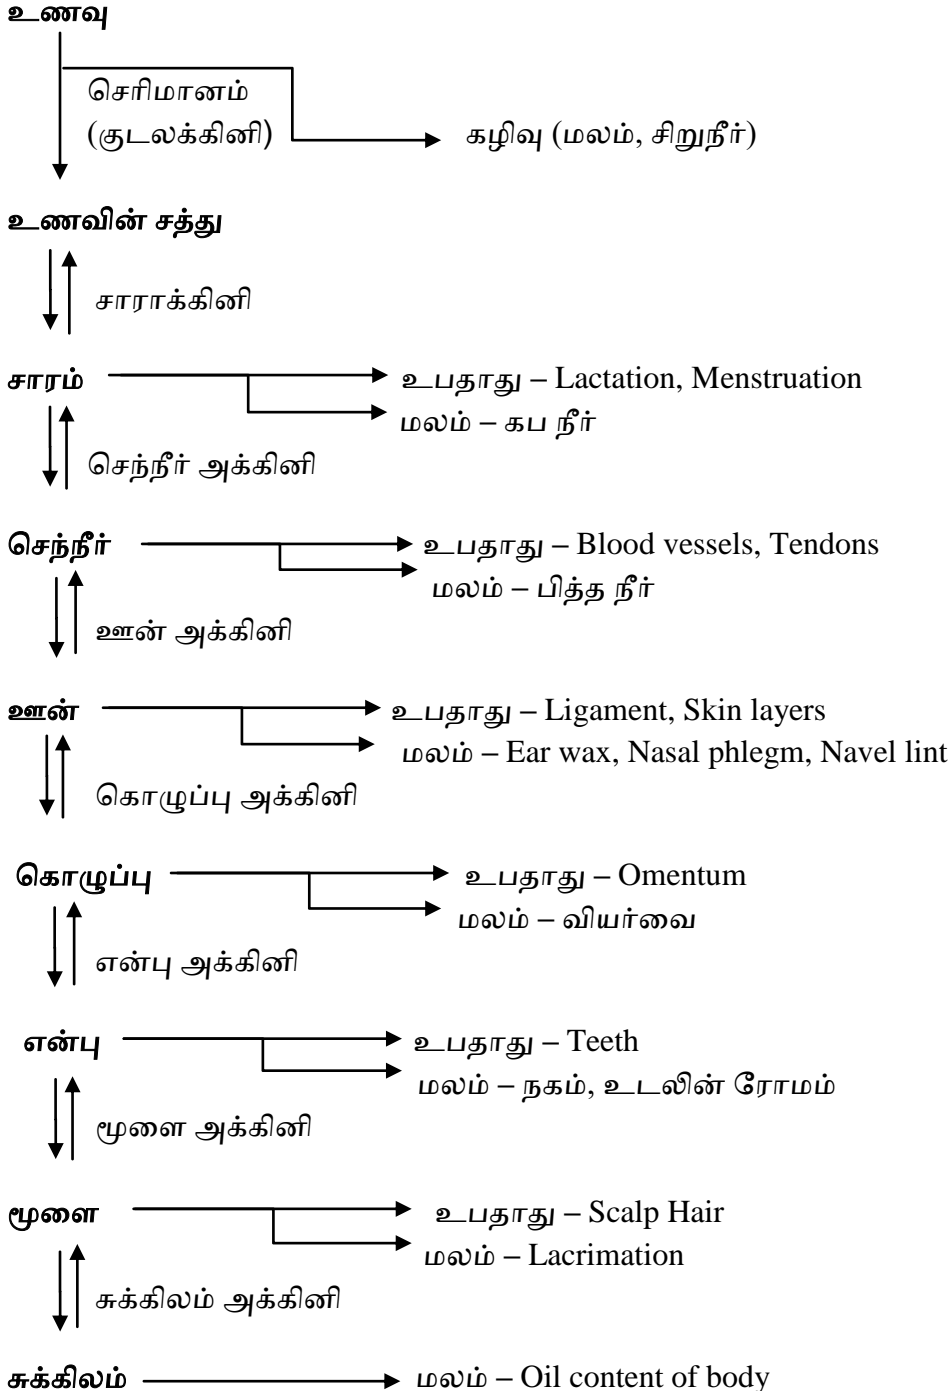 உணவு
செரிமானம்
(குடலக்கினி)
கழிவு (மலம், சிறுநீர்)
உணவின் சத்து
சாராக்கினி
சாரம்
உபதாது – Lactation, Menstruation
மலம் – கப நீர்
செந்நீர் அக்கினி
செந்நீர்
உபதாது – Blood vessels, Tendons
மலம் – பித்த நீர்
ஊன் அக்கினி
ஊன்
உபதாது – Ligament, Skin layers
மலம் – Ear wax, Nasal phlegm, Navel lint
கொழுப்பு அக்கினி
கொழுப்பு
உபதாது – Omentum
மலம் – வியர்வை
என்பு அக்கினி
என்பு
உபதாது – Teeth
மலம் – நகம், உடலின் ரோமம்
மூளை அக்கினி
மூளை
உபதாது – Scalp Hair
மலம் – Lacrimation
சுக்கிலம் அக்கினி
சுக்கிலம்
மலம் – Oil content of body